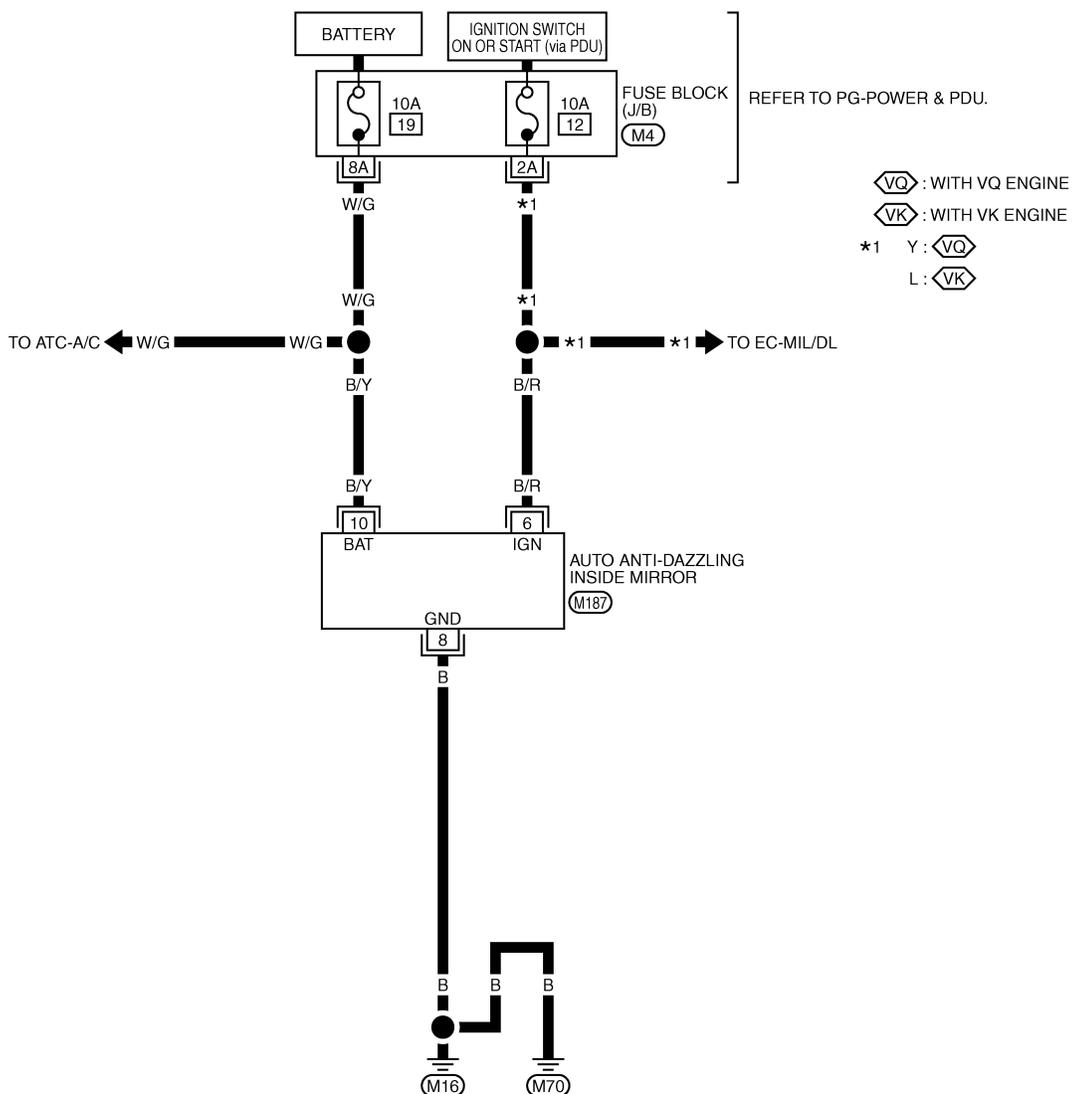 BATTERY
IGNITION SWITCH
ON OR START (via PDU)
10A
19
10A
12
FUSE BLOCK
(J/B)
M4
REFER TO PG-POWER & PDU.
8A
2A
W/G
*1
VQ : WITH VQ ENGINE
VK : WITH VK ENGINE
*1 Y : VQ
L : VK
W/G
*1
TO ATC-A/C
W/G
W/G
*1
*1
TO EC-MIL/DL
B/Y
B/R
B/Y
B/R
10
6
BAT
IGN
AUTO ANTI-DAZZLING
INSIDE MIRROR
M187
GND
8
B
B
B
B
M16
M70